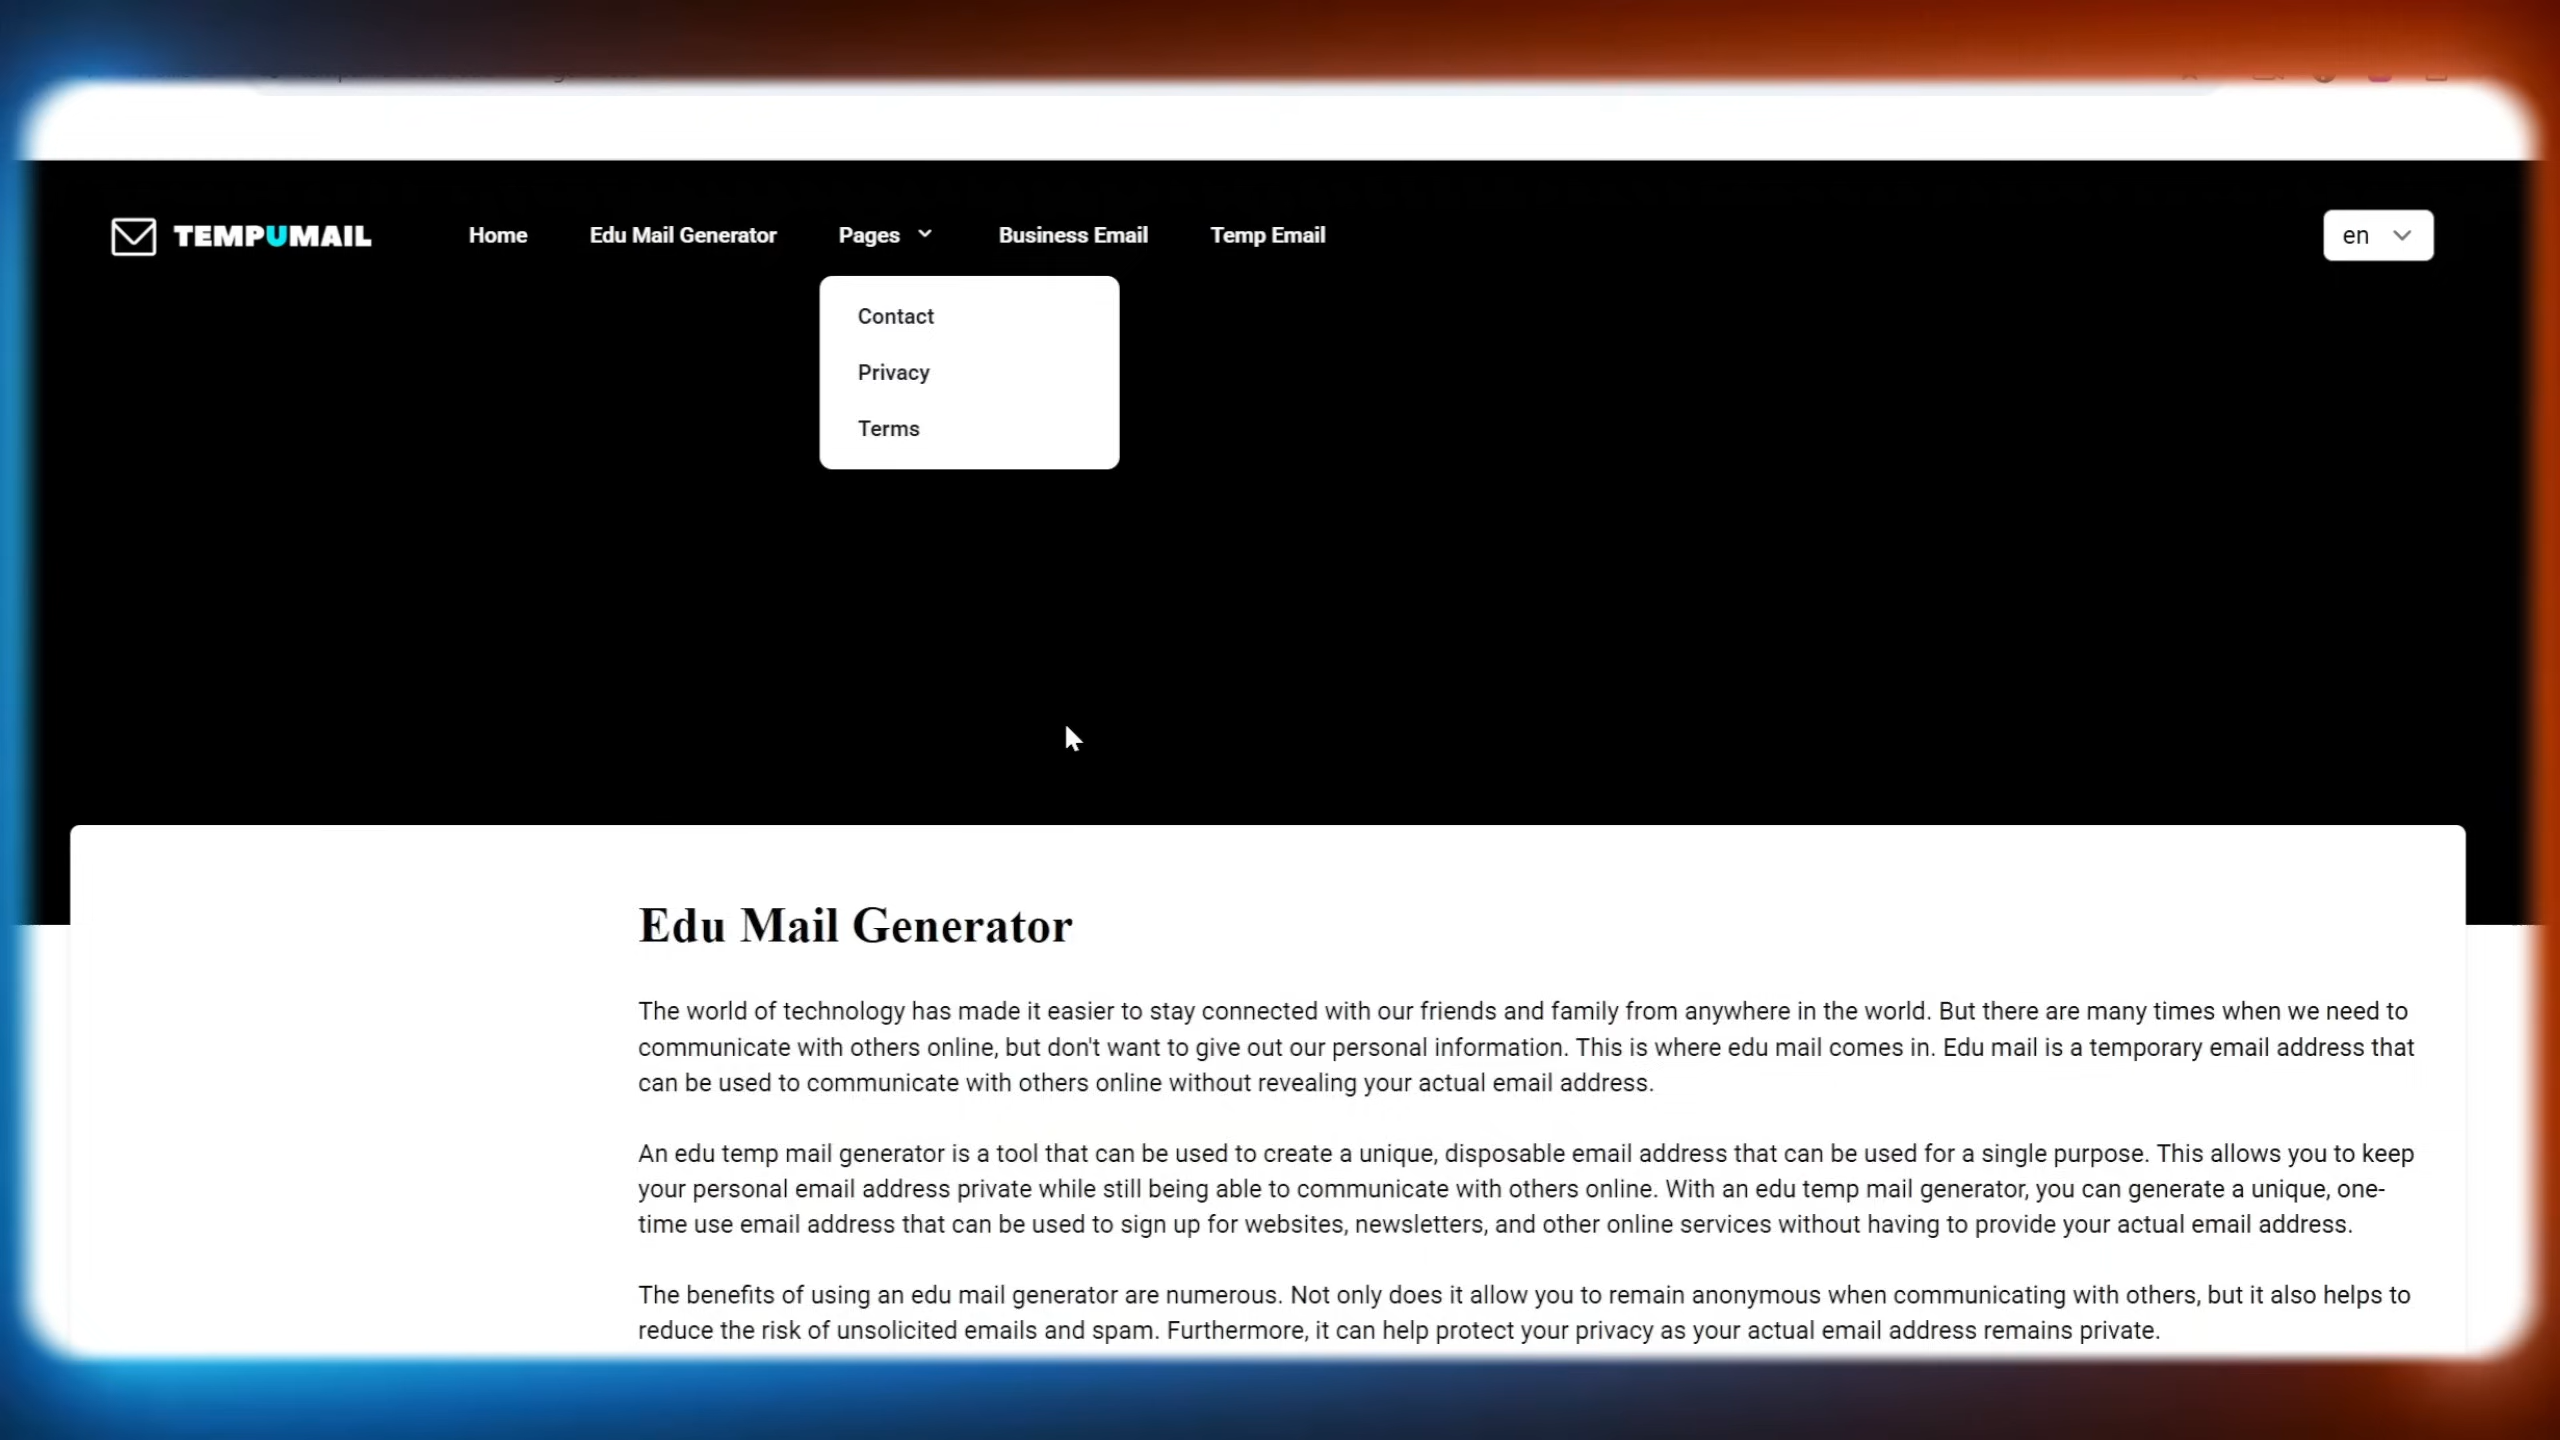 TEMPUMAIL
Home
Edu Mail Generator
Pages
Business Email
Temp Email
en
Contact
Privacy
Terms
Edu Mail Generator
The world of technology has made it easier to stay connected with our friends and family from anywhere in the world. But there are many times when we need to
communicate with others online, but don't want to give out our personal information. This is where edu mail comes in. Edu mail is a temporary email address that
can be used to communicate with others online without revealing your actual email address.
An edu temp mail generator is a tool that can be used to create a unique, disposable email address that can be used for a single purpose. This allows you to keep
your personal email address private while still being able to communicate with others online. With an edu temp mail generator, you can generate a unique, one-
time use email address that can be used to sign up for websites, newsletters, and other online services without having to provide your actual email address.
The benefits of using an edu mail generator are numerous. Not only does it allow you to remain anonymous when communicating with others, but it also helps to
reduce the risk of unsolicited emails and spam. Furthermore, it can help protect your privacy as your actual email address remains private.